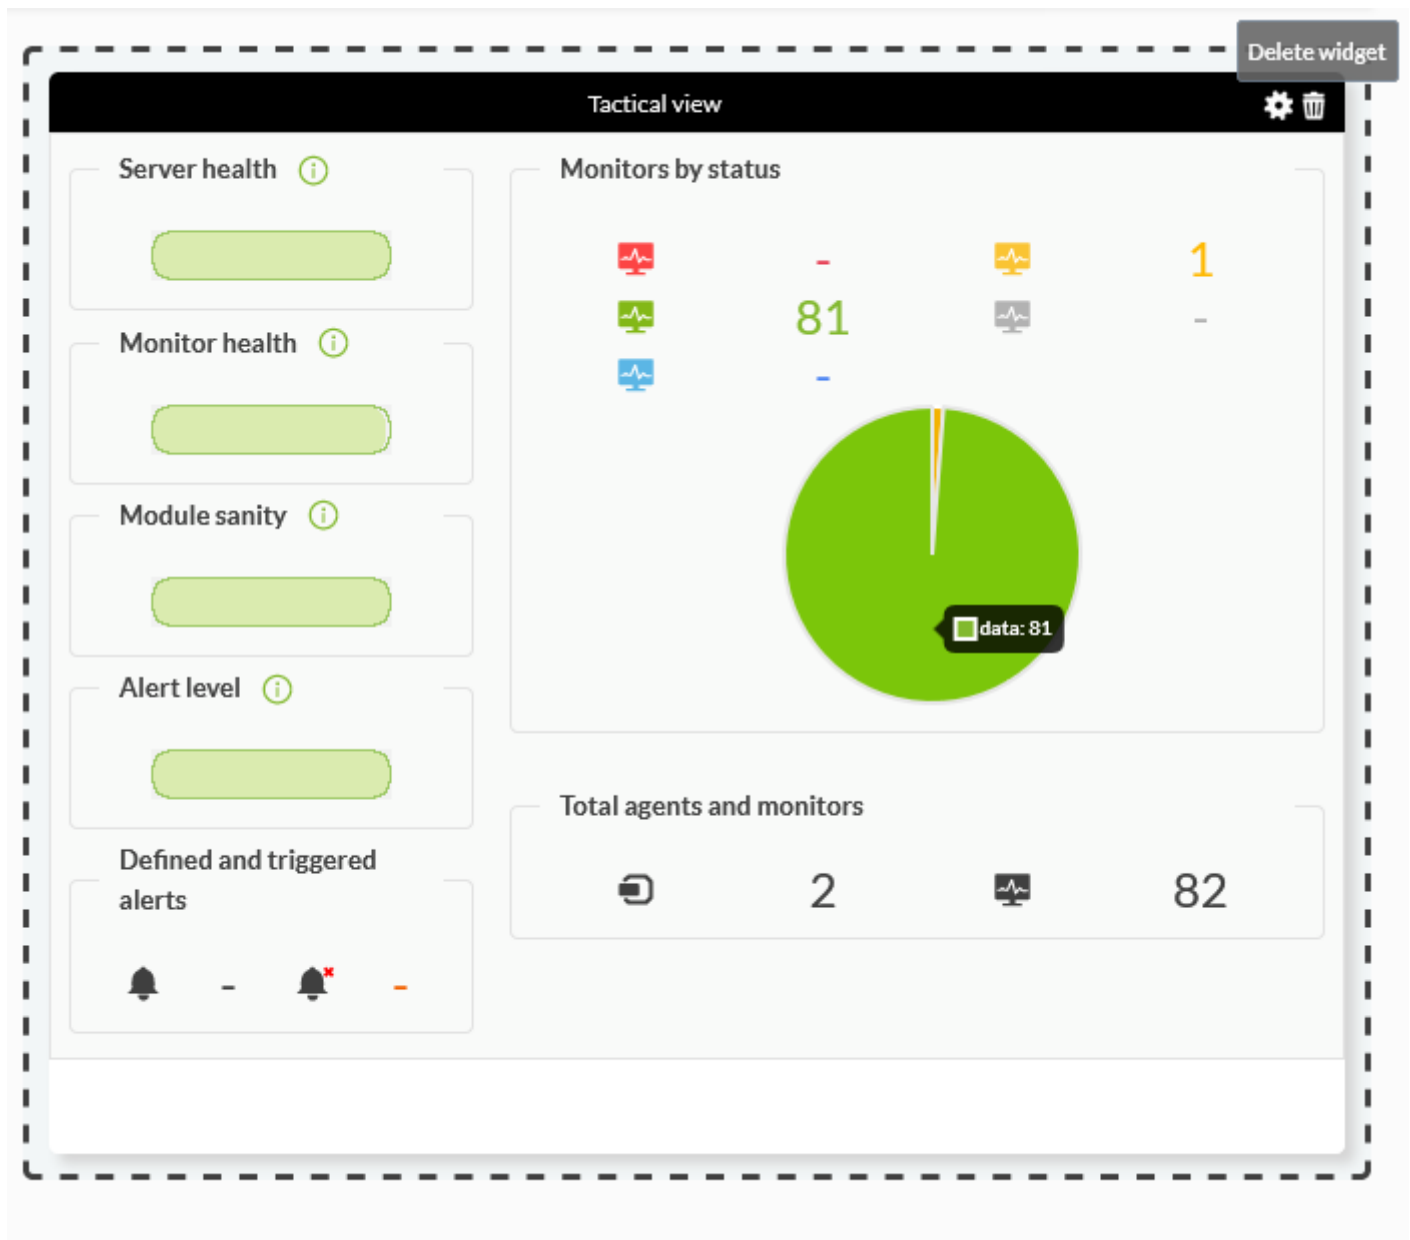 Delete widget
Tactical view
Server health
Monitor health
Module sanity
Alert level
Defined and triggered
alerts
- -
Monitors by status
- 1
81 -
-
data: 81
Total agents and monitors
2 82